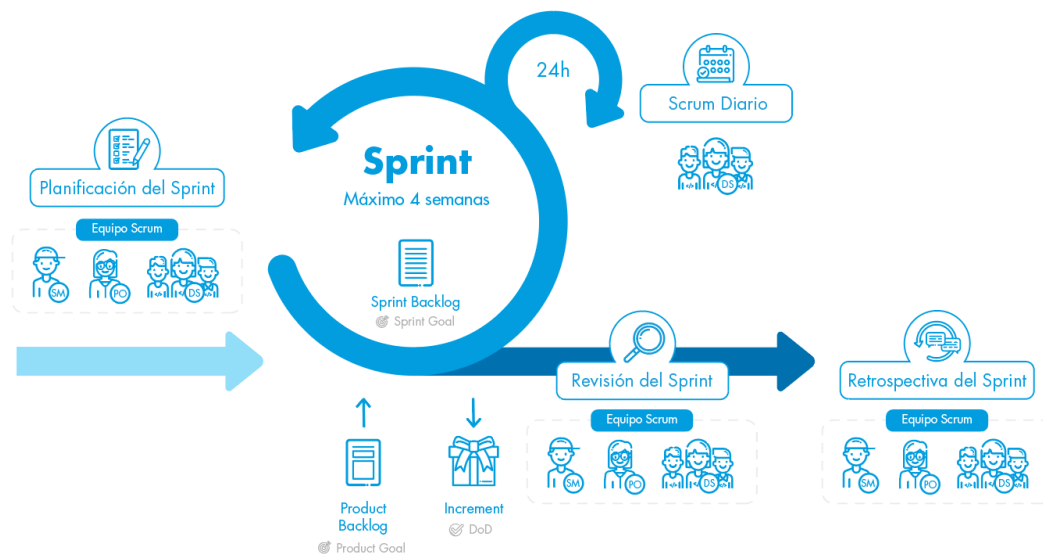 24h
Scrum Diario
DS
Sprint
Máximo 4 semanas
Planificación del Sprint
Equipo Scrum
SM
PO
DS
Sprint Backlog
Sprint Goal
Revisión del Sprint
Equipo Scrum
SM
PO
DS
Retrospectiva del Sprint
Equipo Scrum
SM
PO
DS
Product
Backlog
Product Goal
Increment
DoD